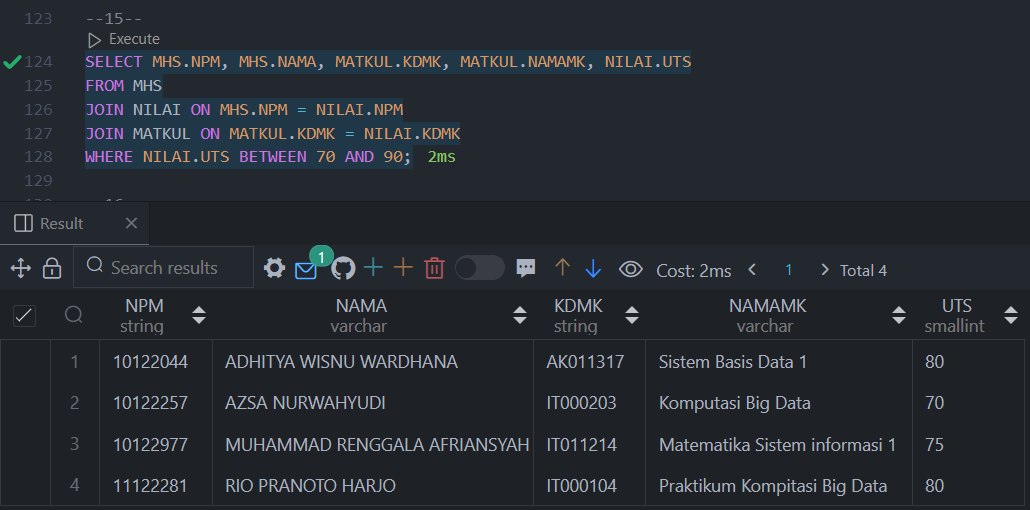 123 --15--
Execute
124 SELECT MHS.NPM, MHS.NAMA, MATKUL.KDMK, MATKUL.NAMAMK, NILAI.UTS
125 FROM MHS
126 JOIN NILAI ON MHS.NPM = NILAI.NPM
127 JOIN MATKUL ON MATKUL.KDMK = NILAI.KDMK
128 WHERE NILAI.UTS BETWEEN 70 AND 90; 2ms
129
Result
Search results 1 Cost: 2ms 1 Total 4
NPM NAMA KDMK NAMAMK UTS
string varchar string varchar smallint
1 10122044 ADHITYA WISNU WARDHANA AK011317 Sistem Basis Data 1 80
2 10122257 AZSA NURWAHYUDI IT000203 Komputasi Big Data 70
3 10122977 MUHAMMAD RENGGALA AFRIANSYAH IT011214 Matematika Sistem informasi 1 75
4 11122281 RIO PRANOTO HARJO IT000104 Praktikum Kompitasi Big Data 80